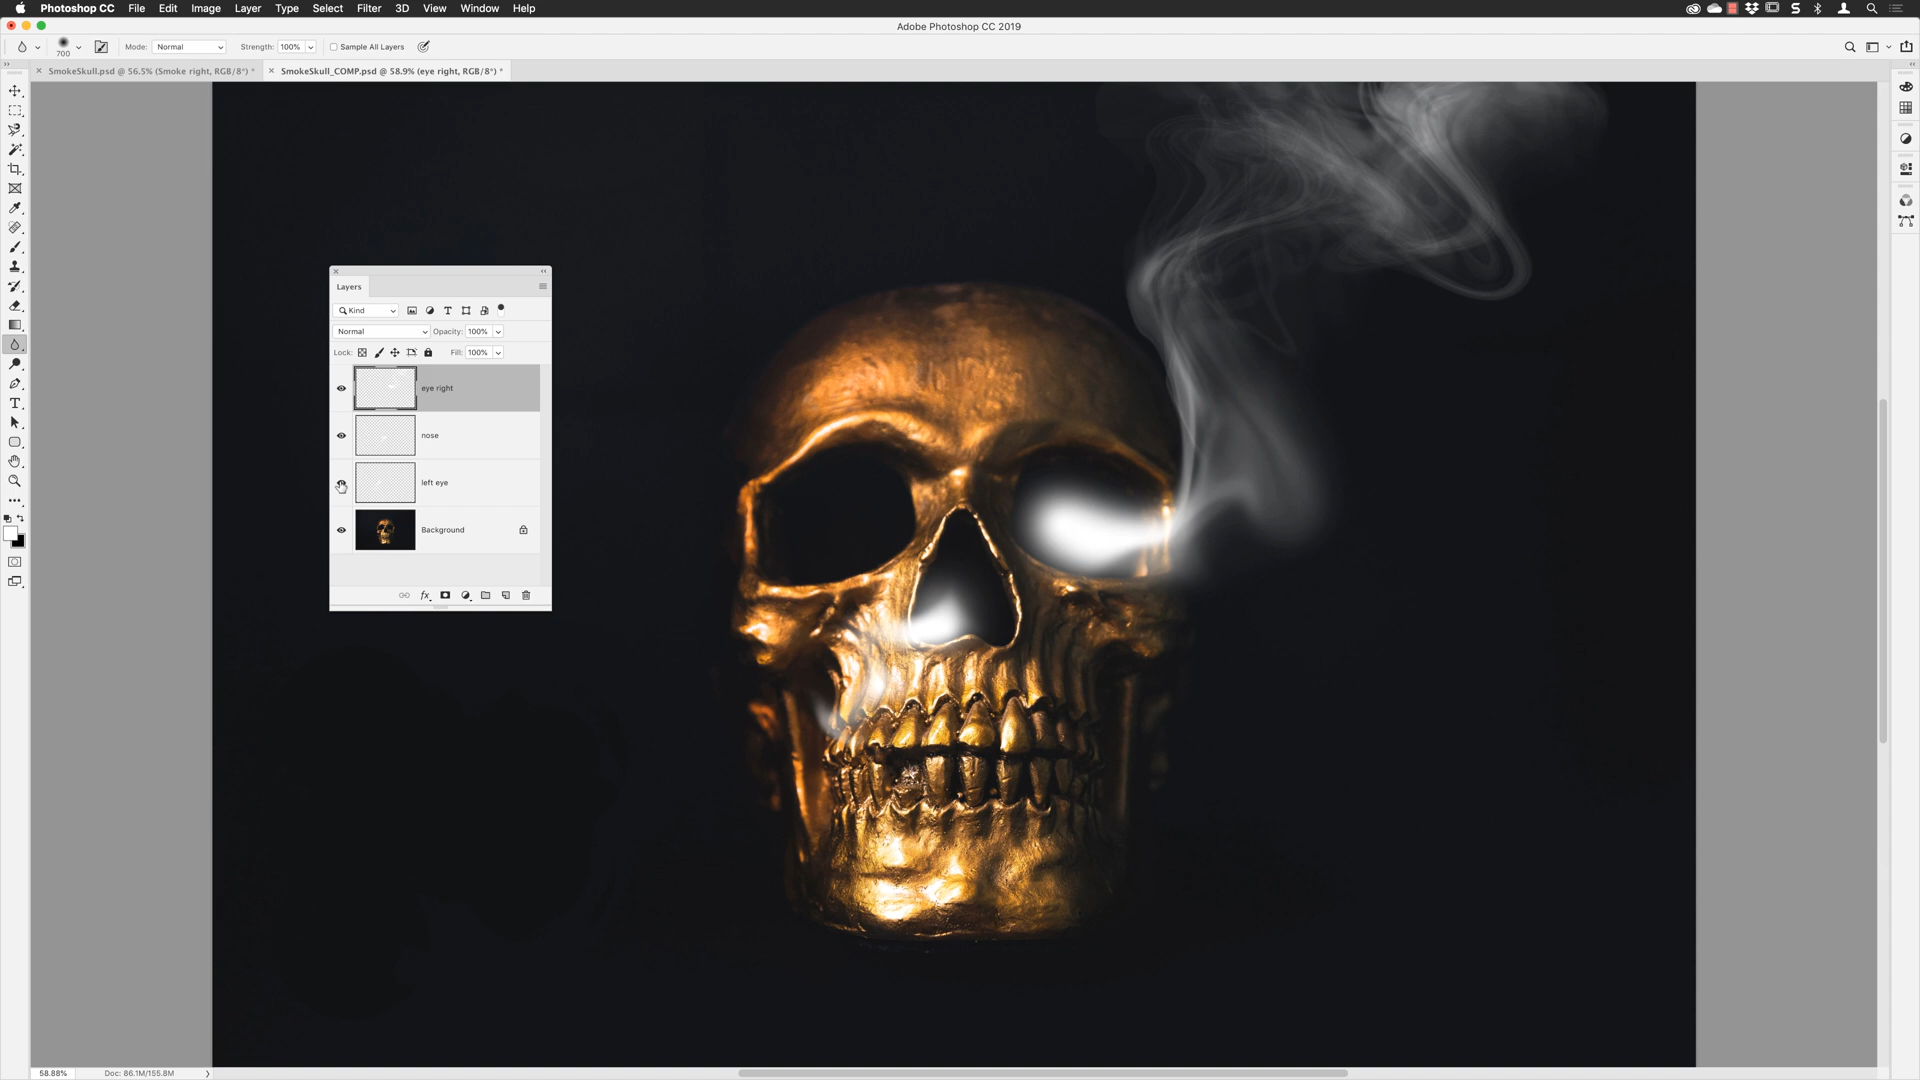 Photoshop CC File Edit Image Layer Type Select Filter 3D View Window Help
Adobe Photoshop CC 2019
700 Mode: Normal Strength: 100% Sample All Layers
SmokeSkull.psd @ 56.5% (Smoke right, RGB/8*) * SmokeSkull_COMP.psd @ 58.9% (eye right, RGB/8*) *
Layers
Kind
Normal Opacity: 100%
Lock: Fill: 100%
eye right
nose
left eye
Background
fx
58.88% Doc: 86.1M/155.8M